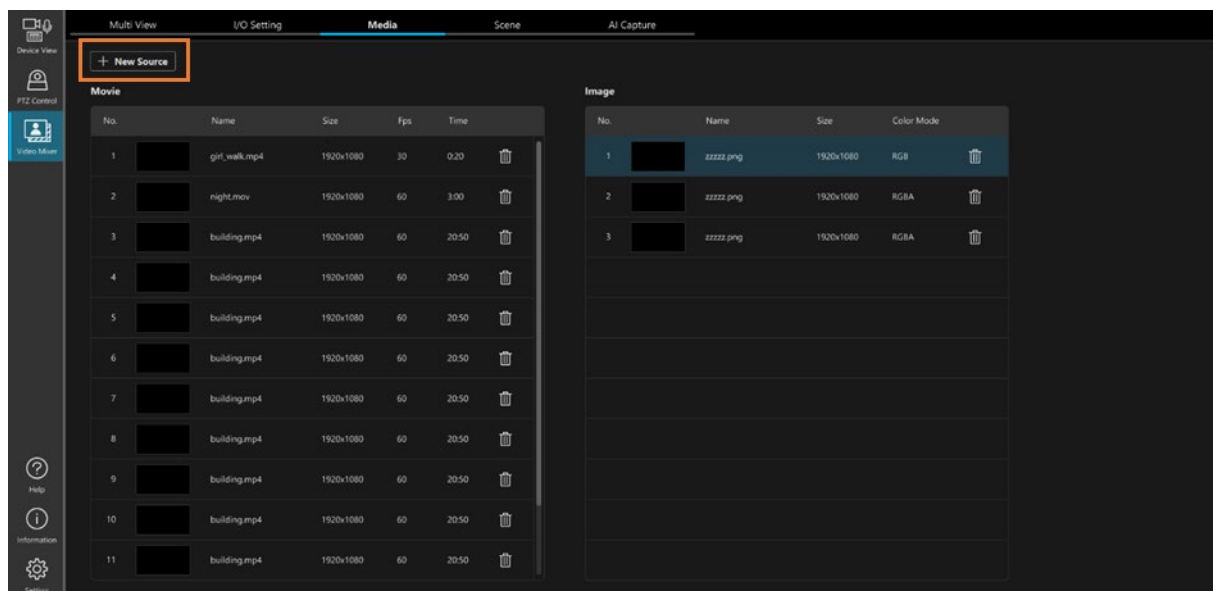 Multi View I/O Setting Media Scene AI Capture
Device View
PTZ Control
Video Mixer
Help
Information
Setting
+ New Source
Movie
No. Name Size Fps Time
1 girl_walk.mp4 1920x1080 30 0:20
2 night.mov 1920x1080 60 3:00
3 building.mp4 1920x1080 60 20:50
4 building.mp4 1920x1080 60 20:50
5 building.mp4 1920x1080 60 20:50
6 building.mp4 1920x1080 60 20:50
7 building.mp4 1920x1080 60 20:50
8 building.mp4 1920x1080 60 20:50
9 building.mp4 1920x1080 60 20:50
10 building.mp4 1920x1080 60 20:50
11 building.mp4 1920x1080 60 20:50
Image
No. Name Size Color Mode
1 zzzzz.png 1920x1080 RGB
2 zzzzz.png 1920x1080 RGBA
3 zzzzz.png 1920x1080 RGBA